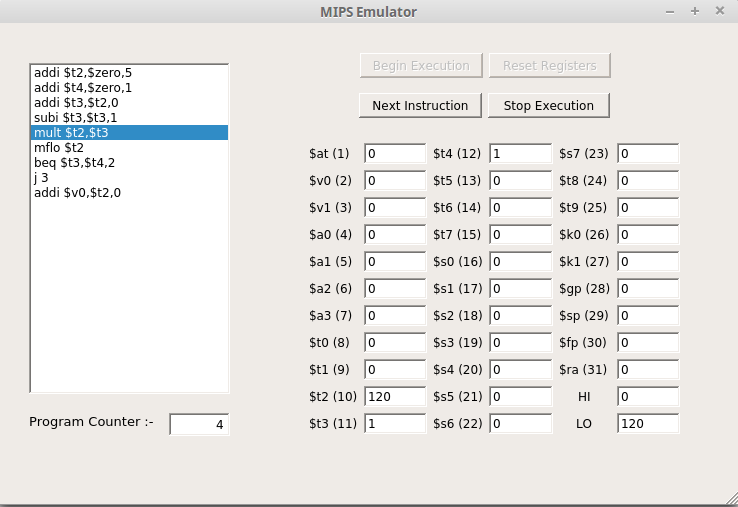 MIPS Emulator
addi $t2,$zero,5
addi $t4,$zero,1
addi $t3,$t2,0
subi $t3,$t3,1
mult $t2,$t3
mflo $t2
beq $t3,$t4,2
j 3
addi $v0,$t2,0
Program Counter :- 4
Begin Execution Reset Registers
Next Instruction Stop Execution
$at (1) 0 $t4 (12) 1 $s7 (23) 0
$v0 (2) 0 $t5 (13) 0 $t8 (24) 0
$v1 (3) 0 $t6 (14) 0 $t9 (25) 0
$a0 (4) 0 $t7 (15) 0 $k0 (26) 0
$a1 (5) 0 $s0 (16) 0 $k1 (27) 0
$a2 (6) 0 $s1 (17) 0 $gp (28) 0
$a3 (7) 0 $s2 (18) 0 $sp (29) 0
$t0 (8) 0 $s3 (19) 0 $fp (30) 0
$t1 (9) 0 $s4 (20) 0 $ra (31) 0
$t2 (10) 120 $s5 (21) 0 HI 0
$t3 (11) 1 $s6 (22) 0 LO 120